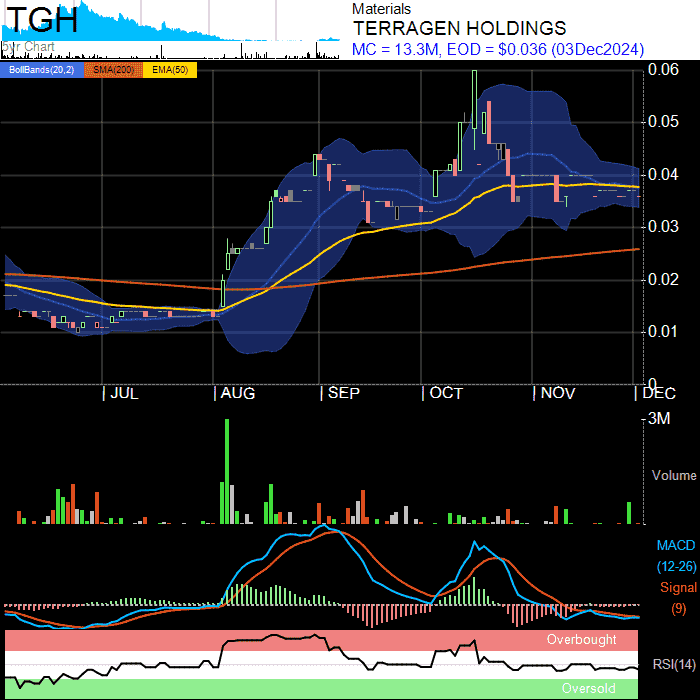 TGH
byr Chart
Materials
TERRAGEN HOLDINGS
MC = 13.3M, EOD = $0.036 (03Dec2024)
BollBands(20,2) SMA(200) EMA(50)
0.06
0.05
0.04
0.03
0.02
0.01
0
JUL AUG SEP OCT NOV DEC
3M
Volume
MACD
(12-26)
Signal
(9)
Overbought
RSI(14)
Oversold